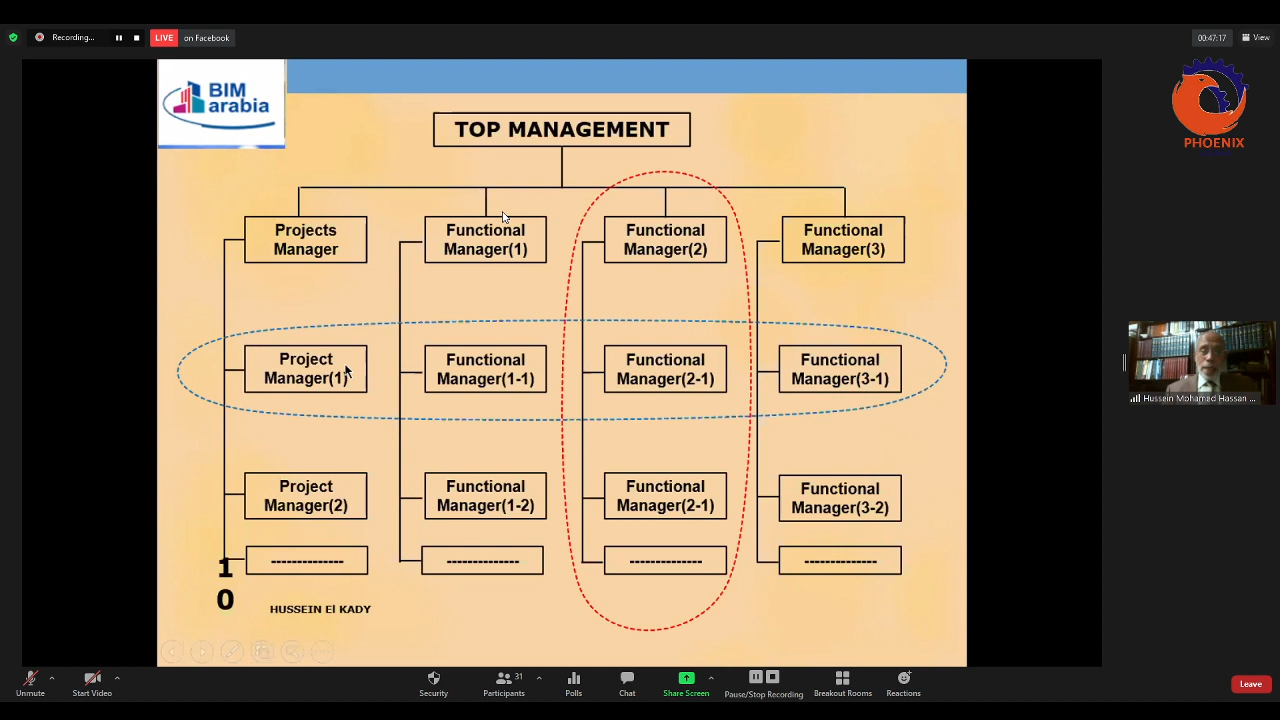 Recording...
LIVE
on Facebook
00:47:17
View
BIM
arabia
PHOENIX
TOP MANAGEMENT
Projects
Manager
Functional
Manager(1)
Functional
Manager(2)
Functional
Manager(3)
Project
Manager(1)
Functional
Manager(1-1)
Functional
Manager(2-1)
Functional
Manager(3-1)
Project
Manager(2)
Functional
Manager(1-2)
Functional
Manager(2-1)
Functional
Manager(3-2)
--------------
--------------
--------------
--------------
1
0
HUSSEIN El KADY
Hussein Mohamed Hassan ...
Unmute
Start Video
Security
Participants
31
Polls
Chat
Share Screen
Pause/Stop Recording
Breakout Rooms
Reactions
Leave